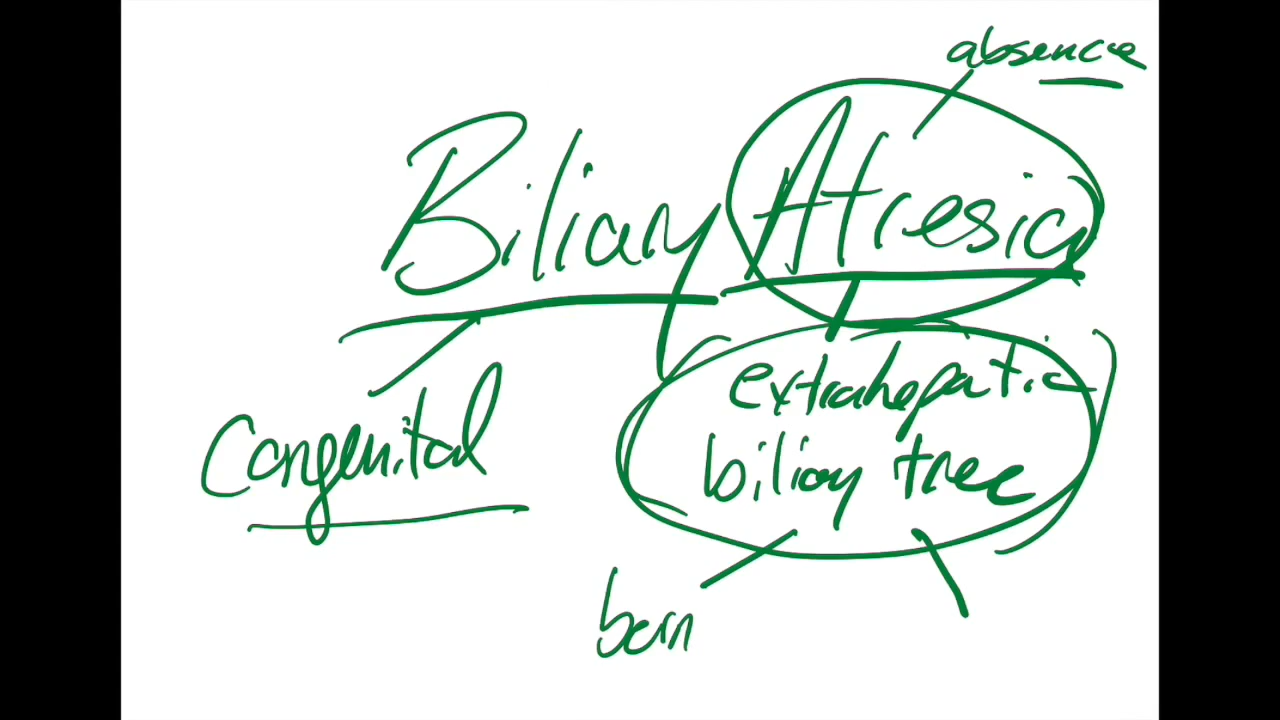 absence
Biliary Atresia
extrahepatic
Congenital
biliary tree
born